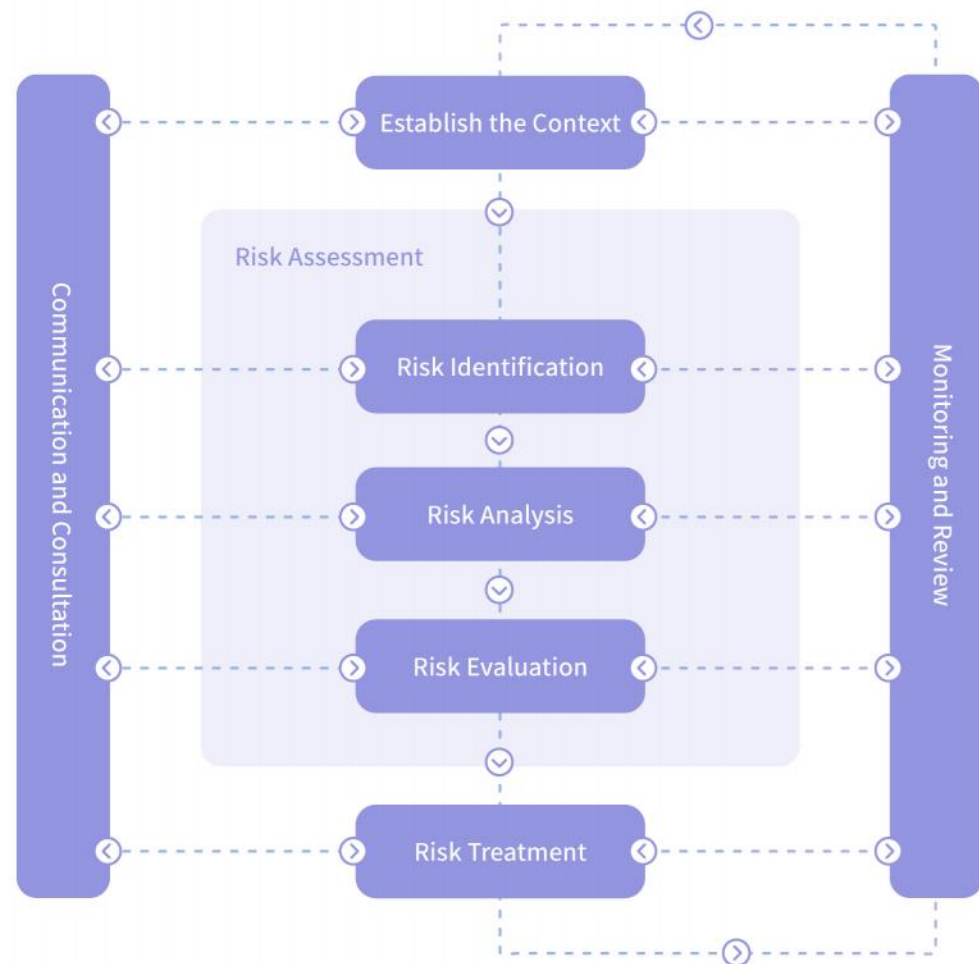 Establish the Context
Risk Assessment
Communication and Consultation
Risk Identification
Monitoring and Review
Risk Analysis
Risk Evaluation
Risk Treatment